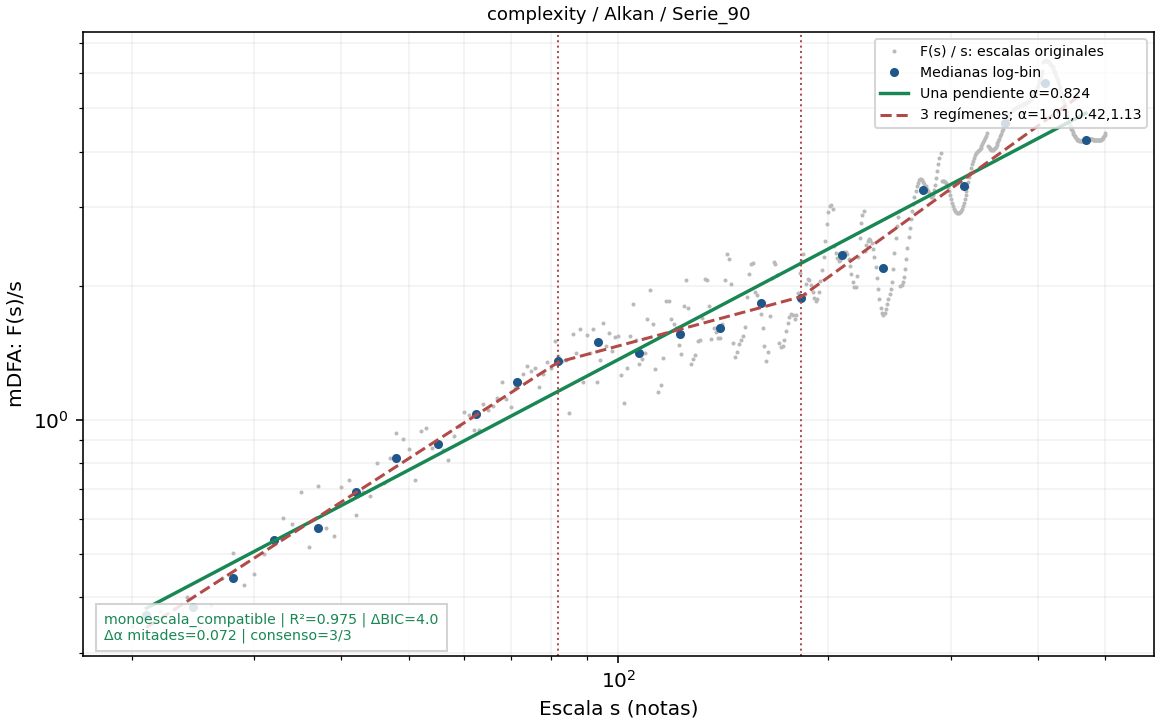 complexity / Alkan / Serie_90
F(s) / s: escalas originales
Medianas log-bin
Una pendiente α=0.824
3 regímenes; α=1.01,0.42,1.13
mDFA: F(s)/s
10⁰
monoescala_compatible | R²=0.975 | ΔBIC=4.0
Δα mitades=0.072 | consenso=3/3
10²
Escala s (notas)